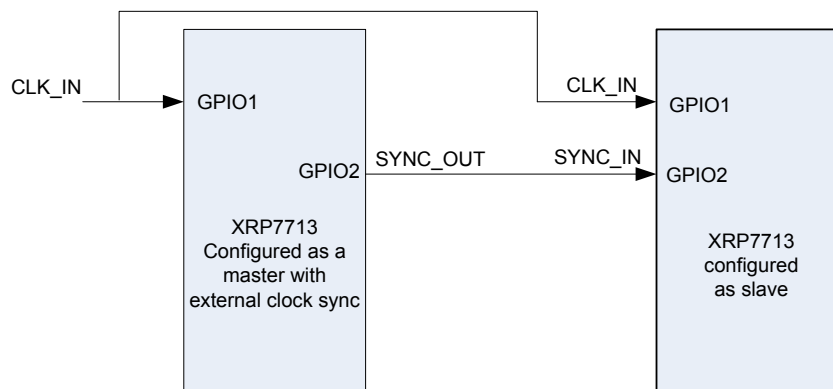 CLK_IN
GPIO1
GPIO2
SYNC_OUT
XRP7713
Configured as a
master with
external clock sync
CLK_IN
GPIO1
SYNC_IN
GPIO2
XRP7713
configured
as slave